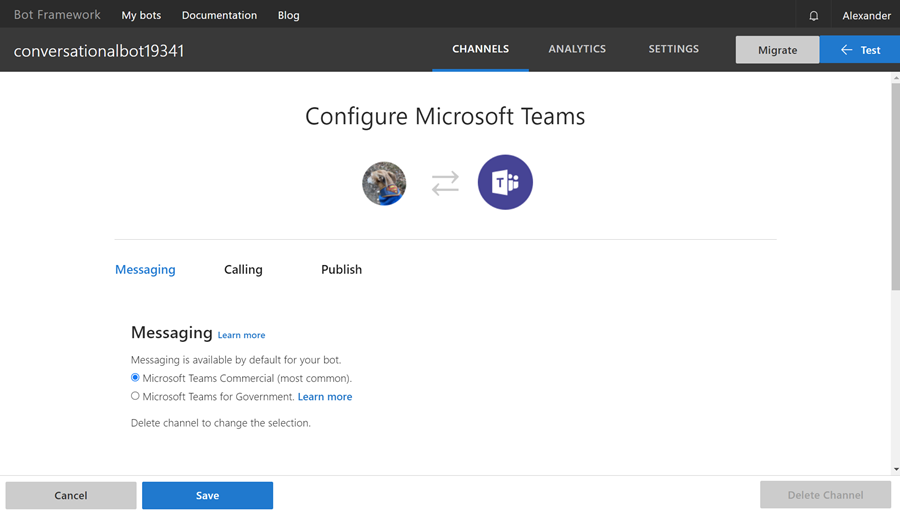 Bot Framework My bots Documentation Blog Alexander
conversationalbot19341 CHANNELS ANALYTICS SETTINGS Migrate Test
Configure Microsoft Teams
T
Messaging Calling Publish
Messaging Learn more
Messaging is available by default for your bot.
Microsoft Teams Commercial (most common).
Microsoft Teams for Government. Learn more
Delete channel to change the selection.
Cancel Save Delete Channel